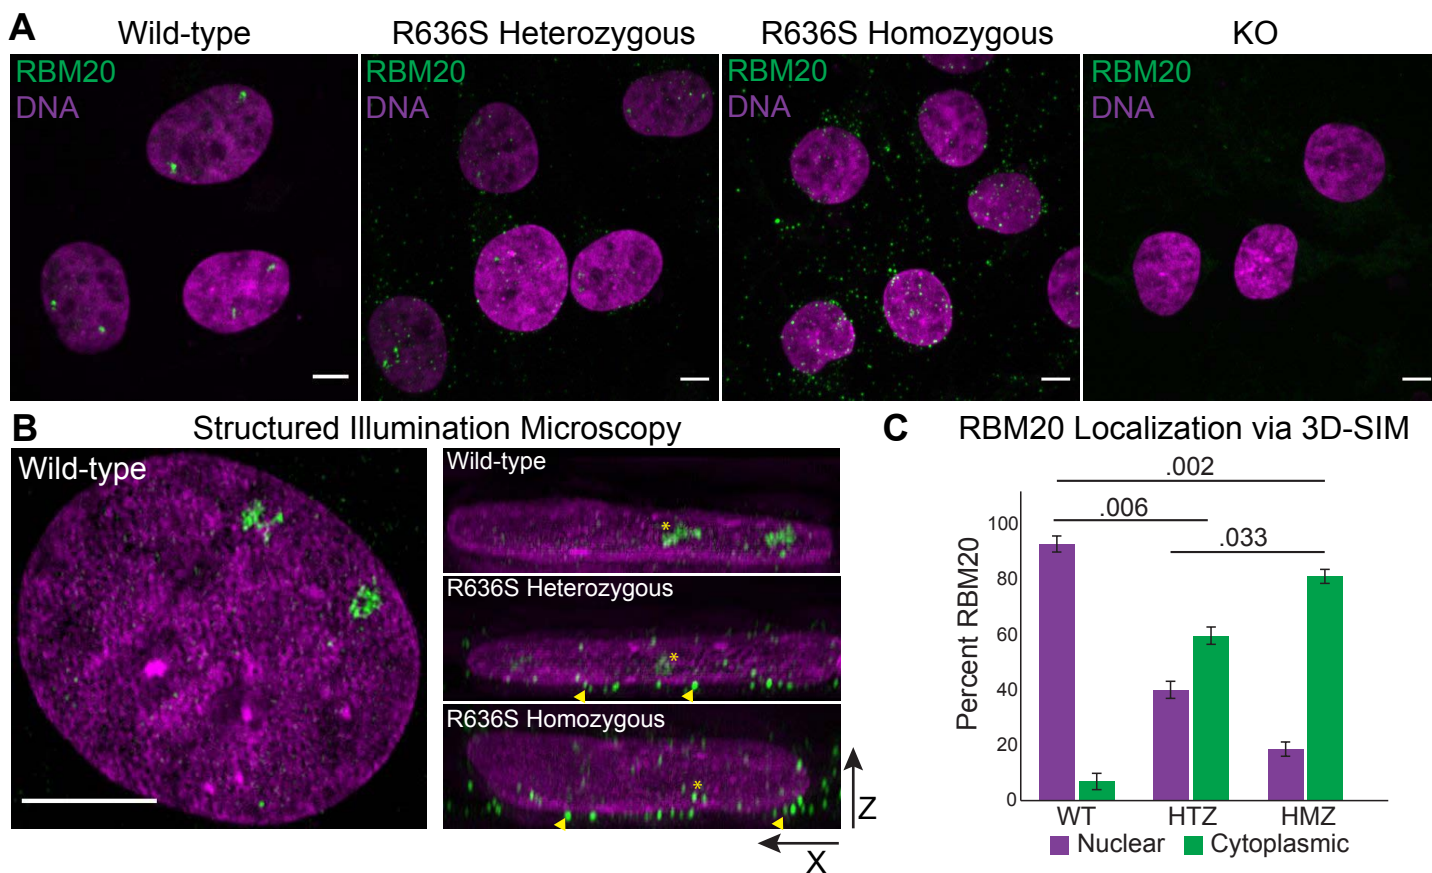 A
Wild-type
R636S Heterozygous
R636S Homozygous
KO
RBM20
DNA
RBM20
DNA
RBM20
DNA
RBM20
DNA
B
Structured Illumination Microscopy
Wild-type
Wild-type
*
R636S Heterozygous
*
R636S Homozygous
*
Z
X
C
RBM20 Localization via 3D-SIM
.002
.006
.033
Percent RBM20
100
80
60
40
20
0
WT
HTZ
HMZ
Nuclear
Cytoplasmic